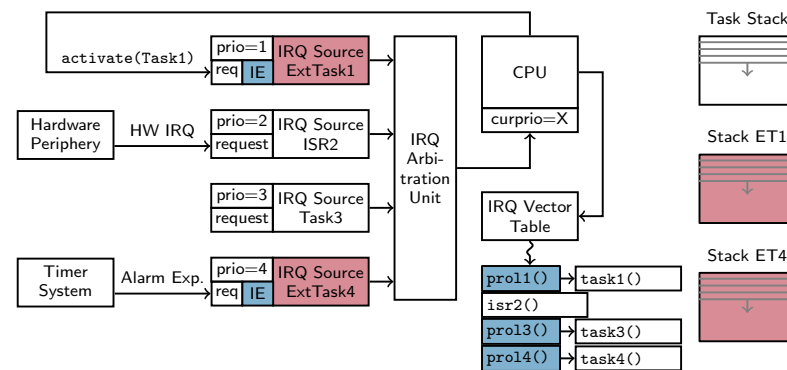 activate(Task1)
prio=1
req
IE
IRQ Source
ExtTask1
Hardware
Periphery
HW IRQ
prio=2
request
IRQ Source
ISR2
prio=3
request
IRQ Source
Task3
Timer
System
Alarm Exp.
prio=4
req
IE
IRQ Source
ExtTask4
IRQ
Arbi-
tration
Unit
CPU
curprio=X
IRQ Vector
Table
prol1()
task1()
isr2()
prol3()
task3()
prol4()
task4()
Task Stack
Stack ET1
Stack ET4